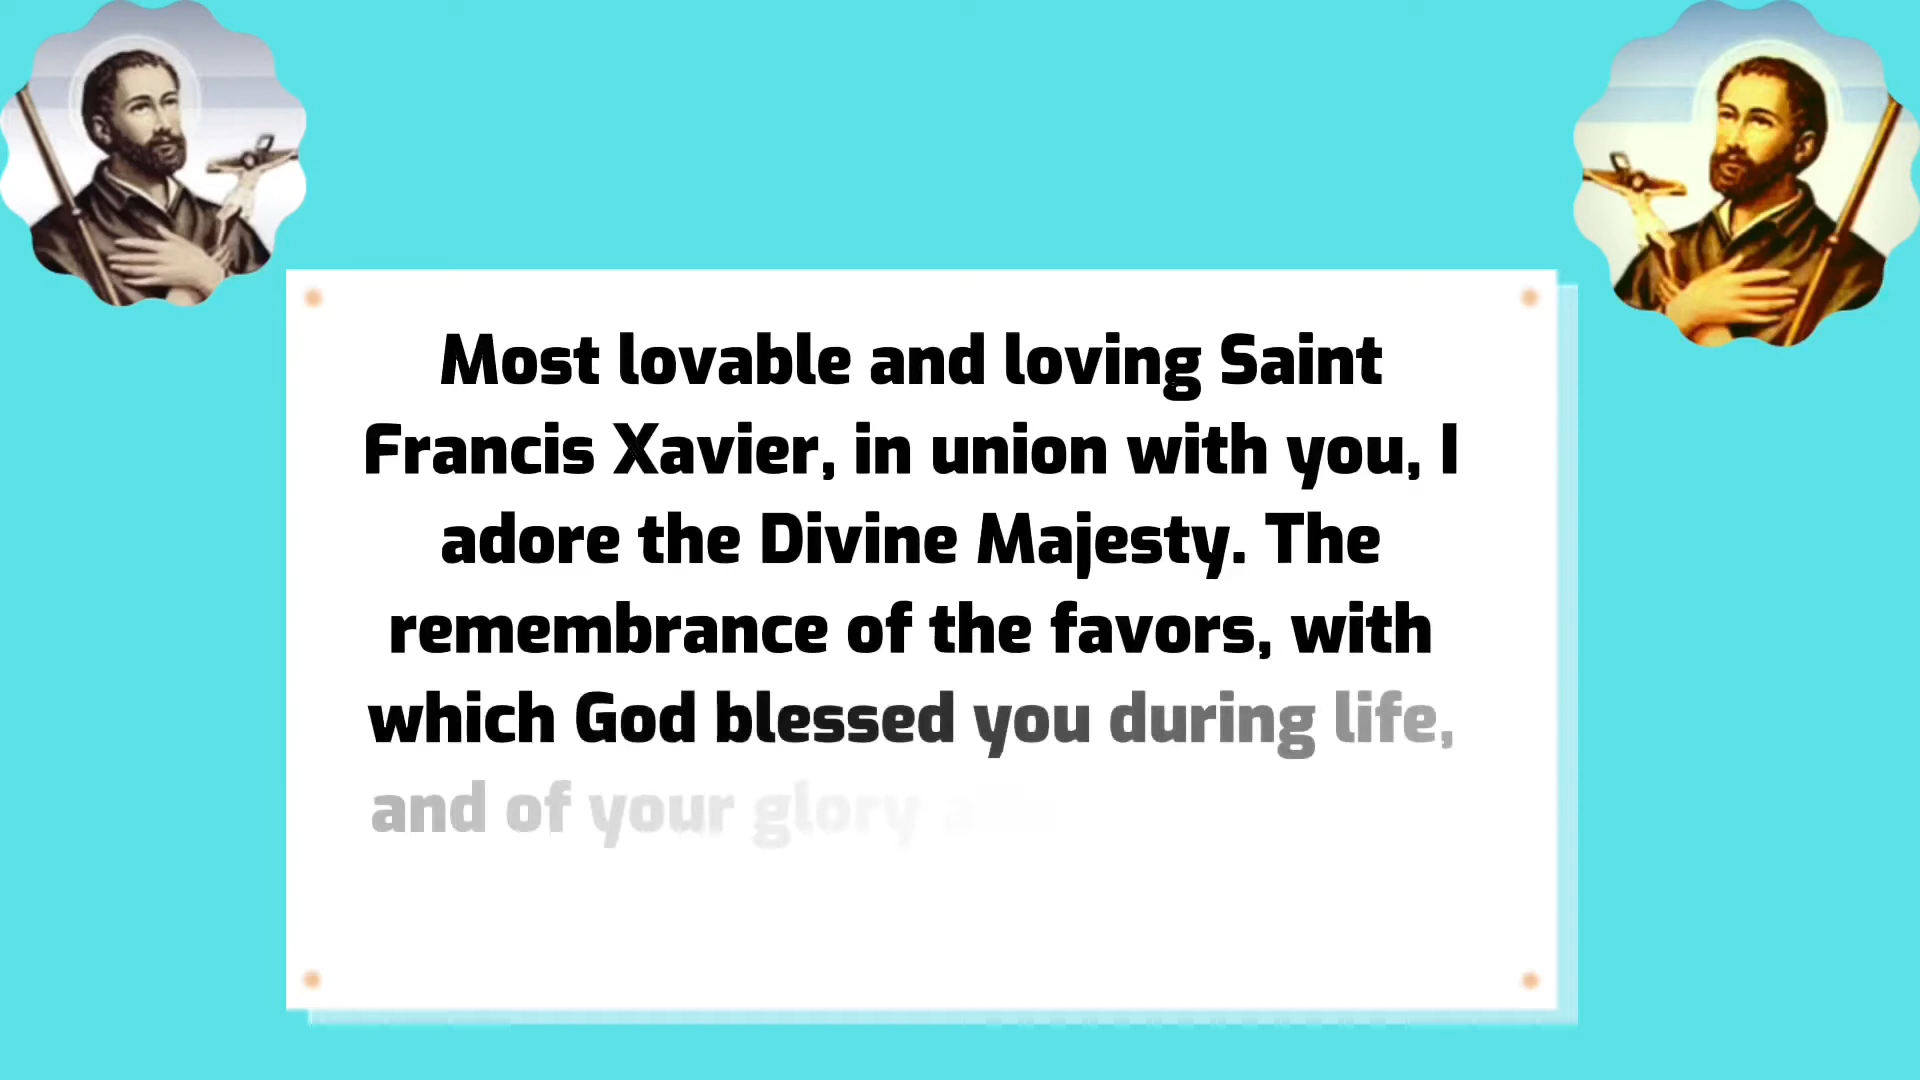 Most lovable and loving Saint
Francis Xavier, in union with you, I
adore the Divine Majesty. The
remembrance of the favors, with
which God blessed you during life,
and of your glory